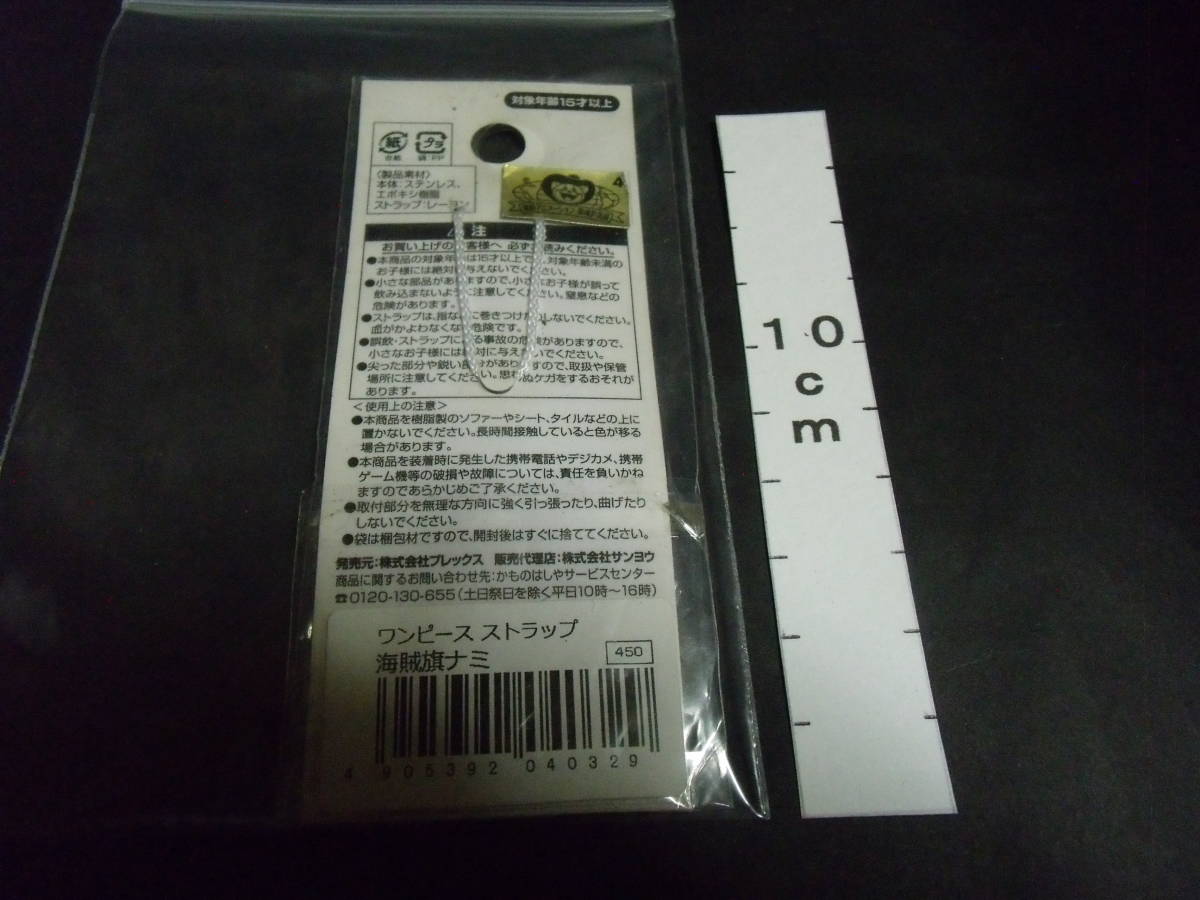 対象年齢15才以上
紙
プラ
台紙
袋:PP
〈製品素材〉
本体:ステンレス、
エポキシ樹脂
ストラップ:レーヨン
4
注
お買い上げの 客様へ 必ず 読みください。
●本商品の対象年 は15才以上で 、対象年齢未満の
お子様には絶対 与えないでください。
●小さな部品があ ますので、小さ お子様が誤って
飲み込まないよ に注意してくだ い。窒息などの
危険があります。
●ストラップは、指な に巻きつけた しないでください。
血がかよわなくな 危険です。
●誤飲・ストラップに る事故の危 がありますので、
小さなお子様には 対に与え いでください。
●尖った部分や鋭い 分があり ますので、取扱や保管
場所に注意してくだ い。思わぬケガをするおそれが
あります。
<使用上の注意>
●本商品を樹脂製のソファーやシート、タイルなどの上に
置かないでください。長時間接触していると色が移る
場合があります。
●本商品を装着時に発生した携帯電話やデジカメ、携帯
ゲーム機等の破損や故障については、責任を負いかね
ますのであらかじめご了承ください。
●取付部分を無理な方向に強く引っ張ったり、曲げたり
しないでください。
●袋は梱包材ですので、開封後はすぐに捨ててください。
発売元:株式会社プレックス 販売代理店:株式会社サンヨウ
商品に関するお問い合わせ先:かものはしやサービスセンター
☎0120-130-655(土日祭日を除く平日10時〜16時)
ワンピース ストラップ
海賊旗ナミ
450
4 905392 040329
10
c
m